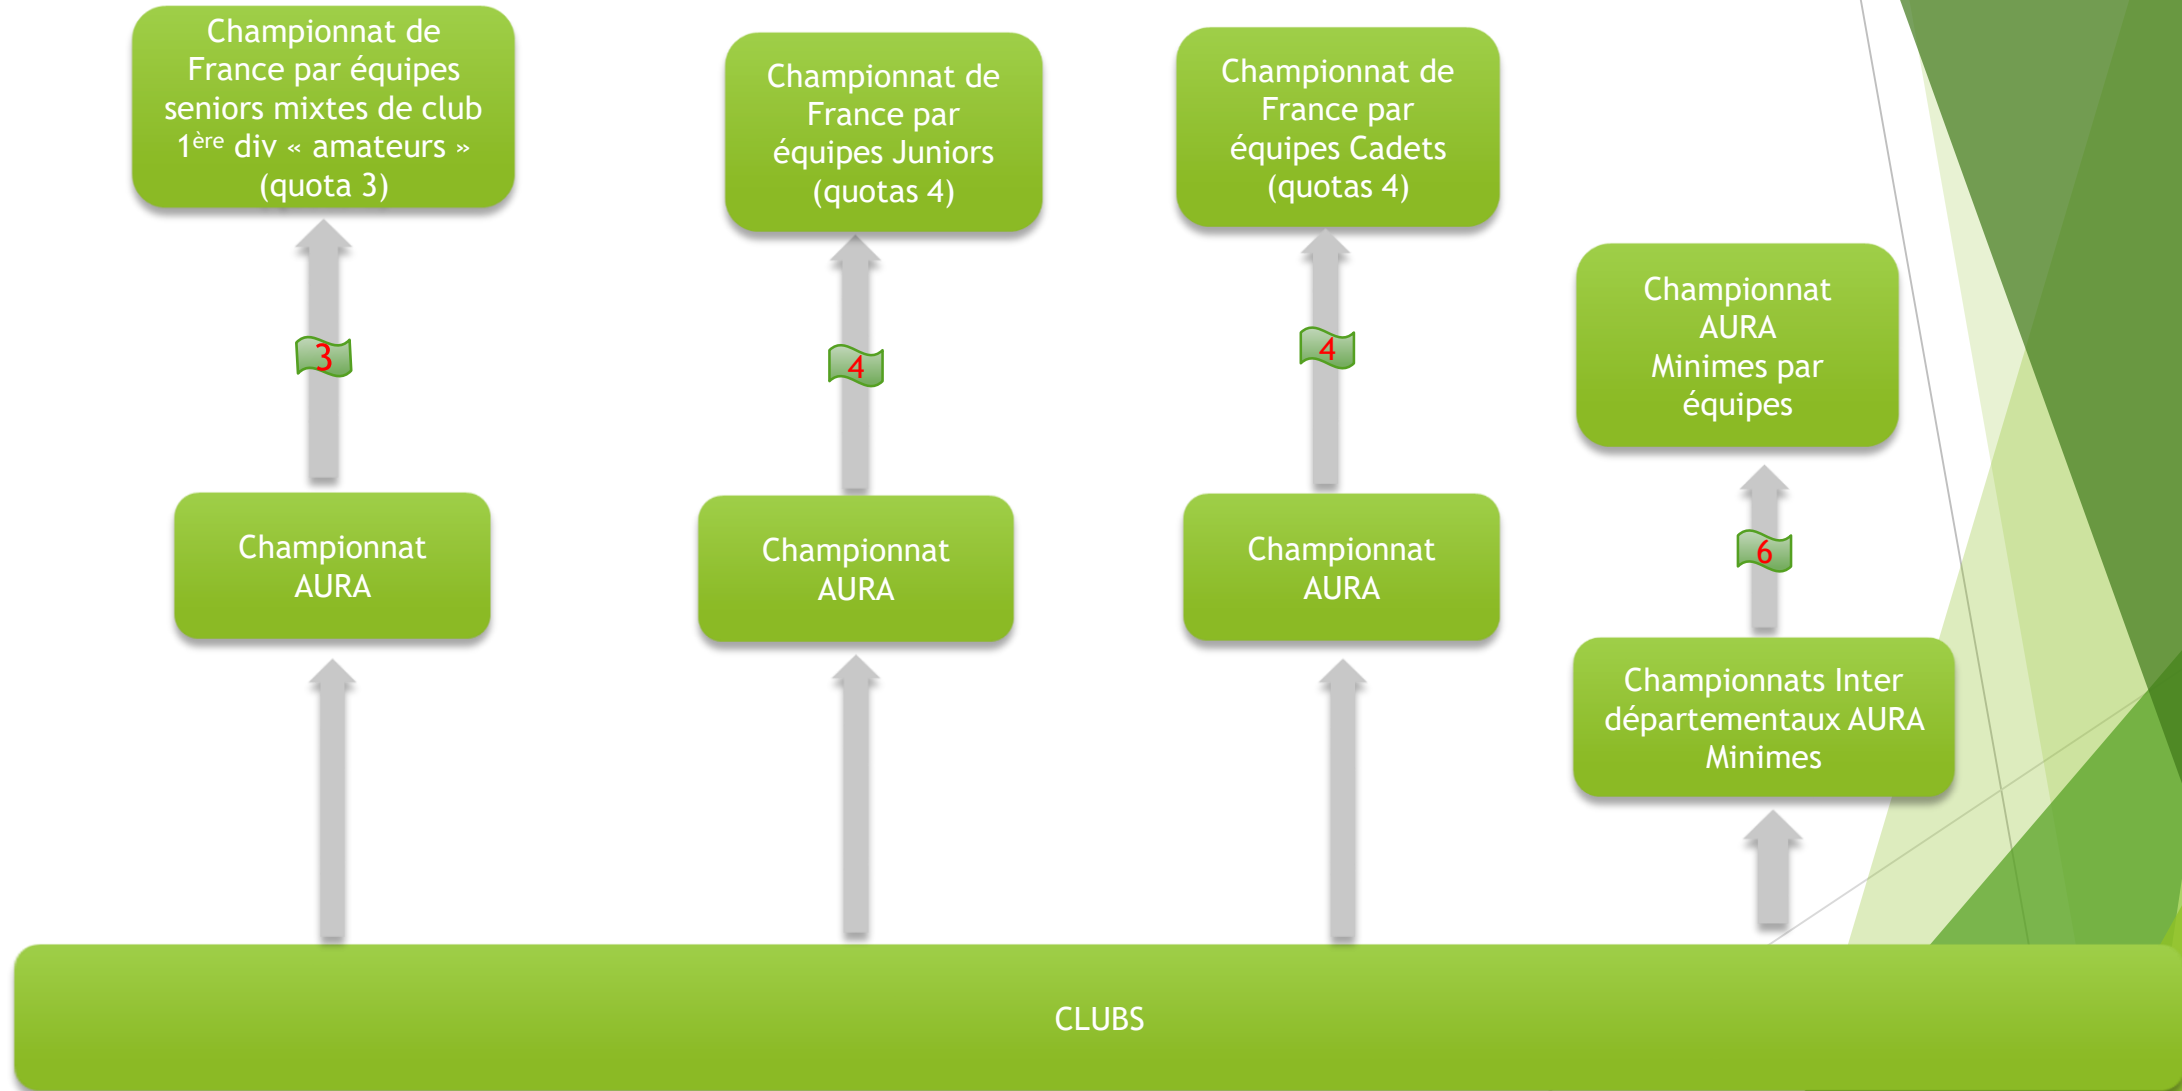 Championnat de
France par équipes
seniors mixtes de club
1ère div « amateurs »
(quota 3)
Championnat de
France par
équipes Juniors
(quotas 4)
Championnat de
France par
équipes Cadets
(quotas 4)
Championnat
AURA
Minimes par
équipes
3
4
4
6
Championnat
AURA
Championnat
AURA
Championnat
AURA
Championnats Inter
départementaux AURA
Minimes
CLUBS